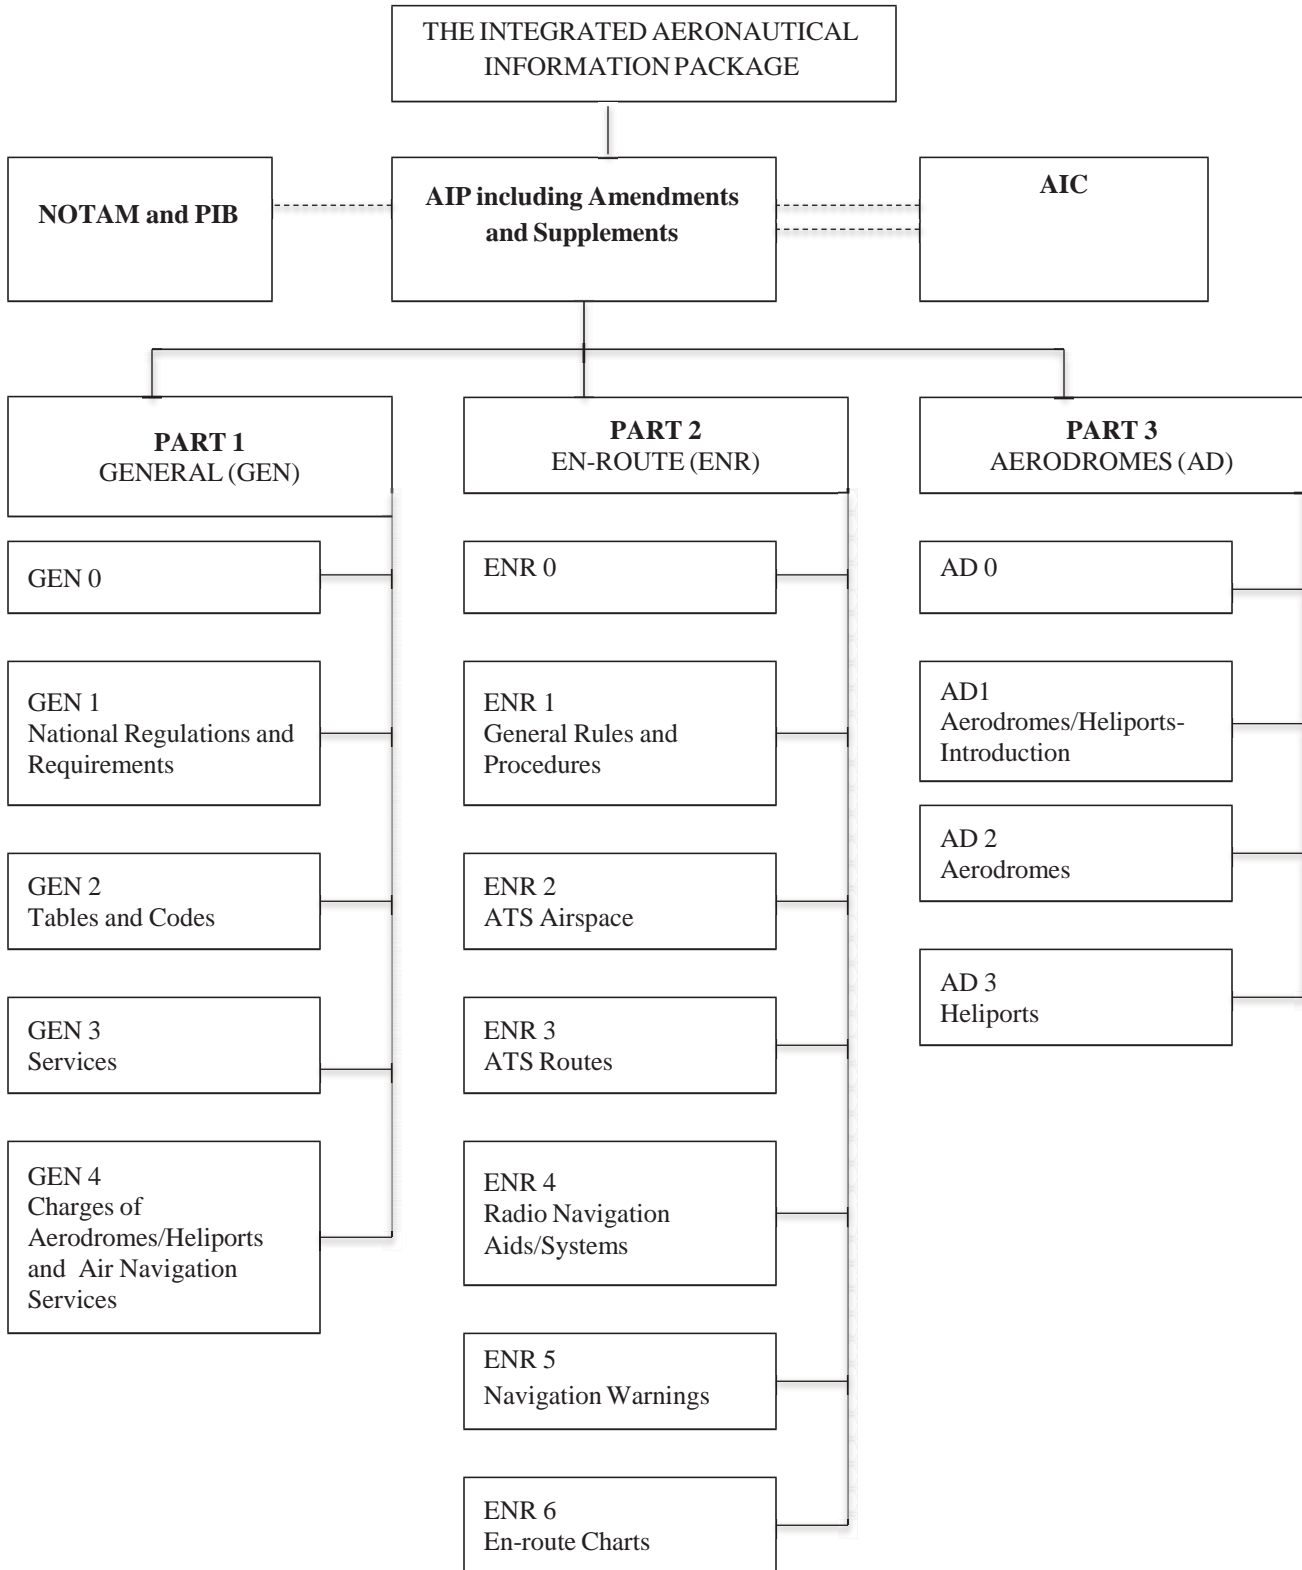 THE INTEGRATED AERONAUTICAL
INFORMATION PACKAGE
NOTAM and PIB
AIP including Amendments
and Supplements
AIC
PART 1
GENERAL (GEN)
GEN 0
GEN 1
National Regulations and
Requirements
GEN 2
Tables and Codes
GEN 3
Services
GEN 4
Charges of
Aerodromes/Heliports
and Air Navigation
Services
PART 2
EN-ROUTE (ENR)
ENR 0
ENR 1
General Rules and
Procedures
ENR 2
ATS Airspace
ENR 3
ATS Routes
ENR 4
Radio Navigation
Aids/Systems
ENR 5
Navigation Warnings
ENR 6
En-route Charts
PART 3
AERODROMES (AD)
AD 0
AD1
Aerodromes/Heliports-
Introduction
AD 2
Aerodromes
AD 3
Heliports